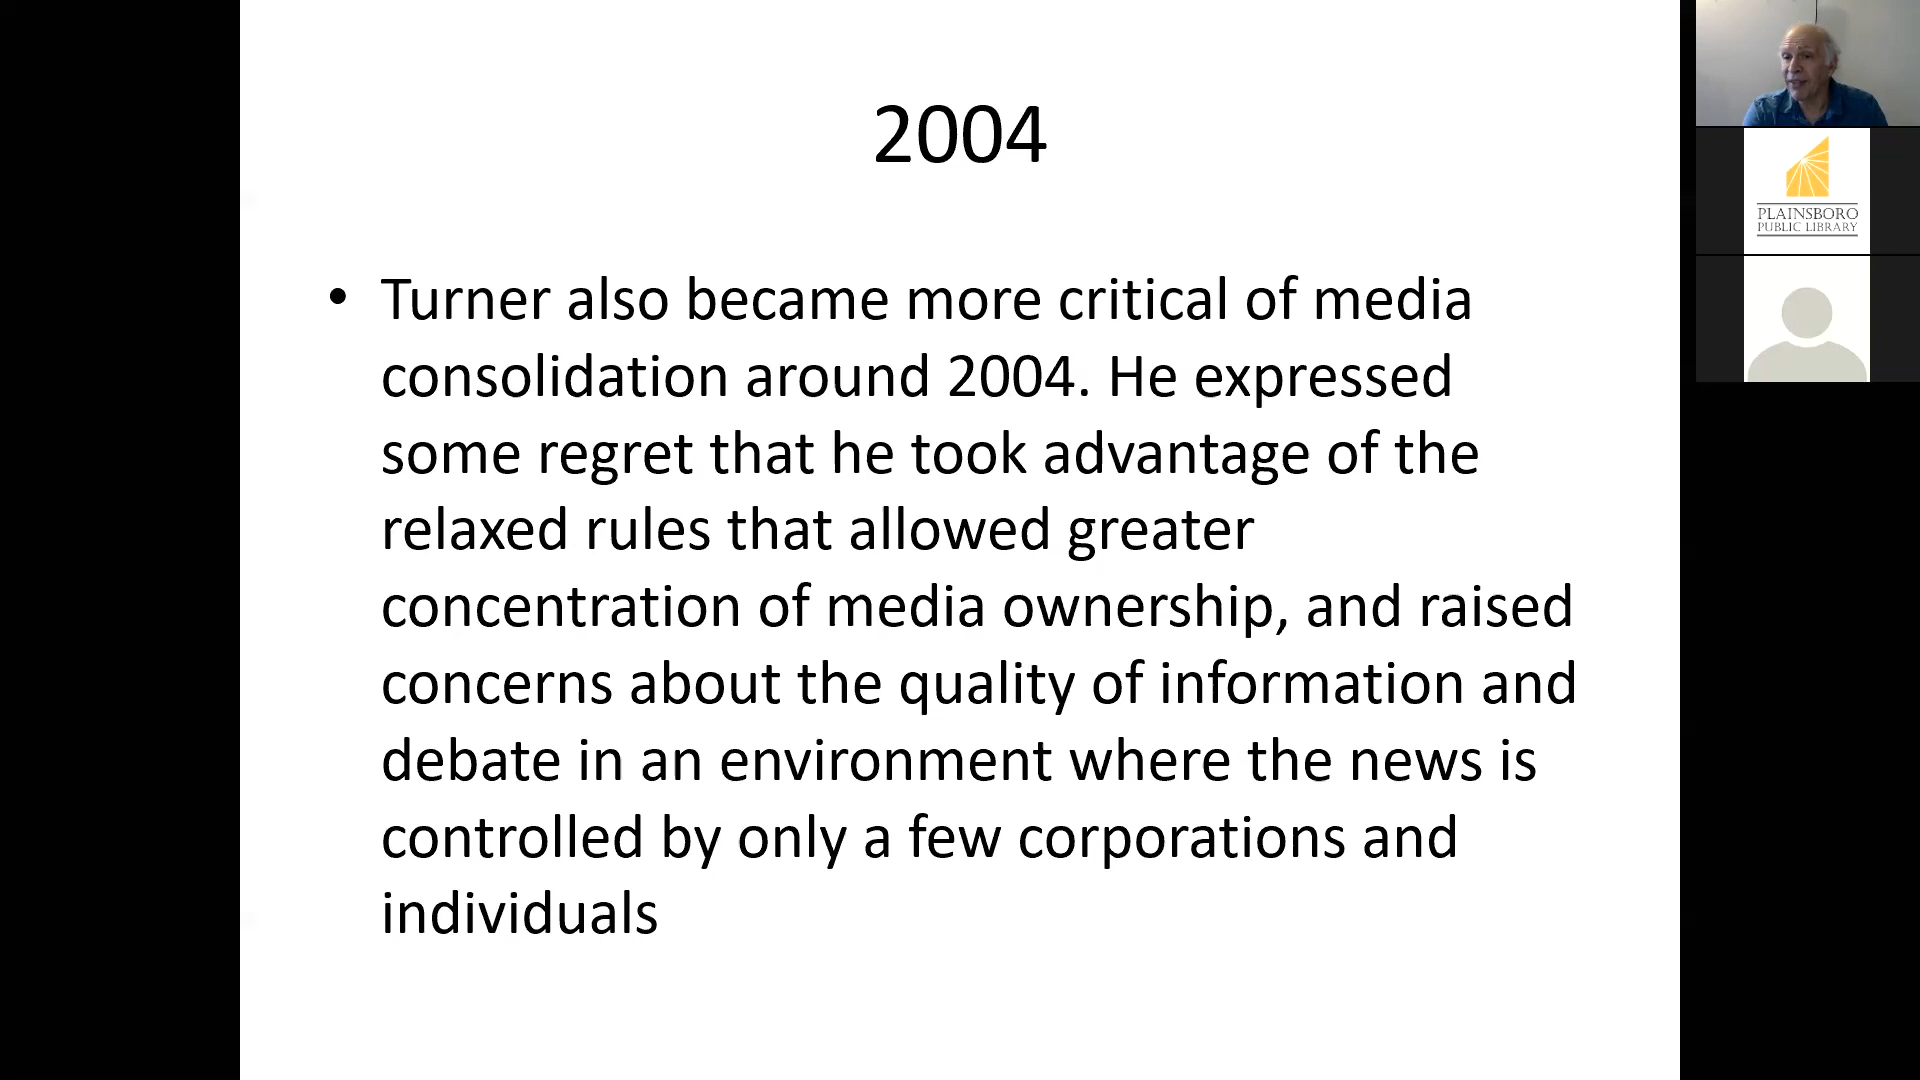 2004
• Turner also became more critical of media
consolidation around 2004. He expressed
some regret that he took advantage of the
relaxed rules that allowed greater
concentration of media ownership, and raised
concerns about the quality of information and
debate in an environment where the news is
controlled by only a few corporations and
individuals
PLAINSBORO
PUBLIC LIBRARY